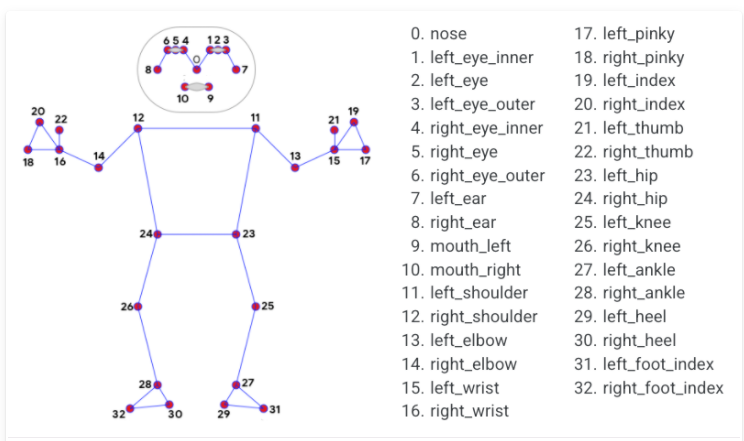 6 5 4 1 2 3
0
8 7
10 9
20 22 12 11 21 19
18 16 14 13 15 17
24 23
26 25
28 27
32 30 29 31
0. nose
1. left_eye_inner
2. left_eye
3. left_eye_outer
4. right_eye_inner
5. right_eye
6. right_eye_outer
7. left_ear
8. right_ear
9. mouth_left
10. mouth_right
11. left_shoulder
12. right_shoulder
13. left_elbow
14. right_elbow
15. left_wrist
16. right_wrist
17. left_pinky
18. right_pinky
19. left_index
20. right_index
21. left_thumb
22. right_thumb
23. left_hip
24. right_hip
25. left_knee
26. right_knee
27. left_ankle
28. right_ankle
29. left_heel
30. right_heel
31. left_foot_index
32. right_foot_index